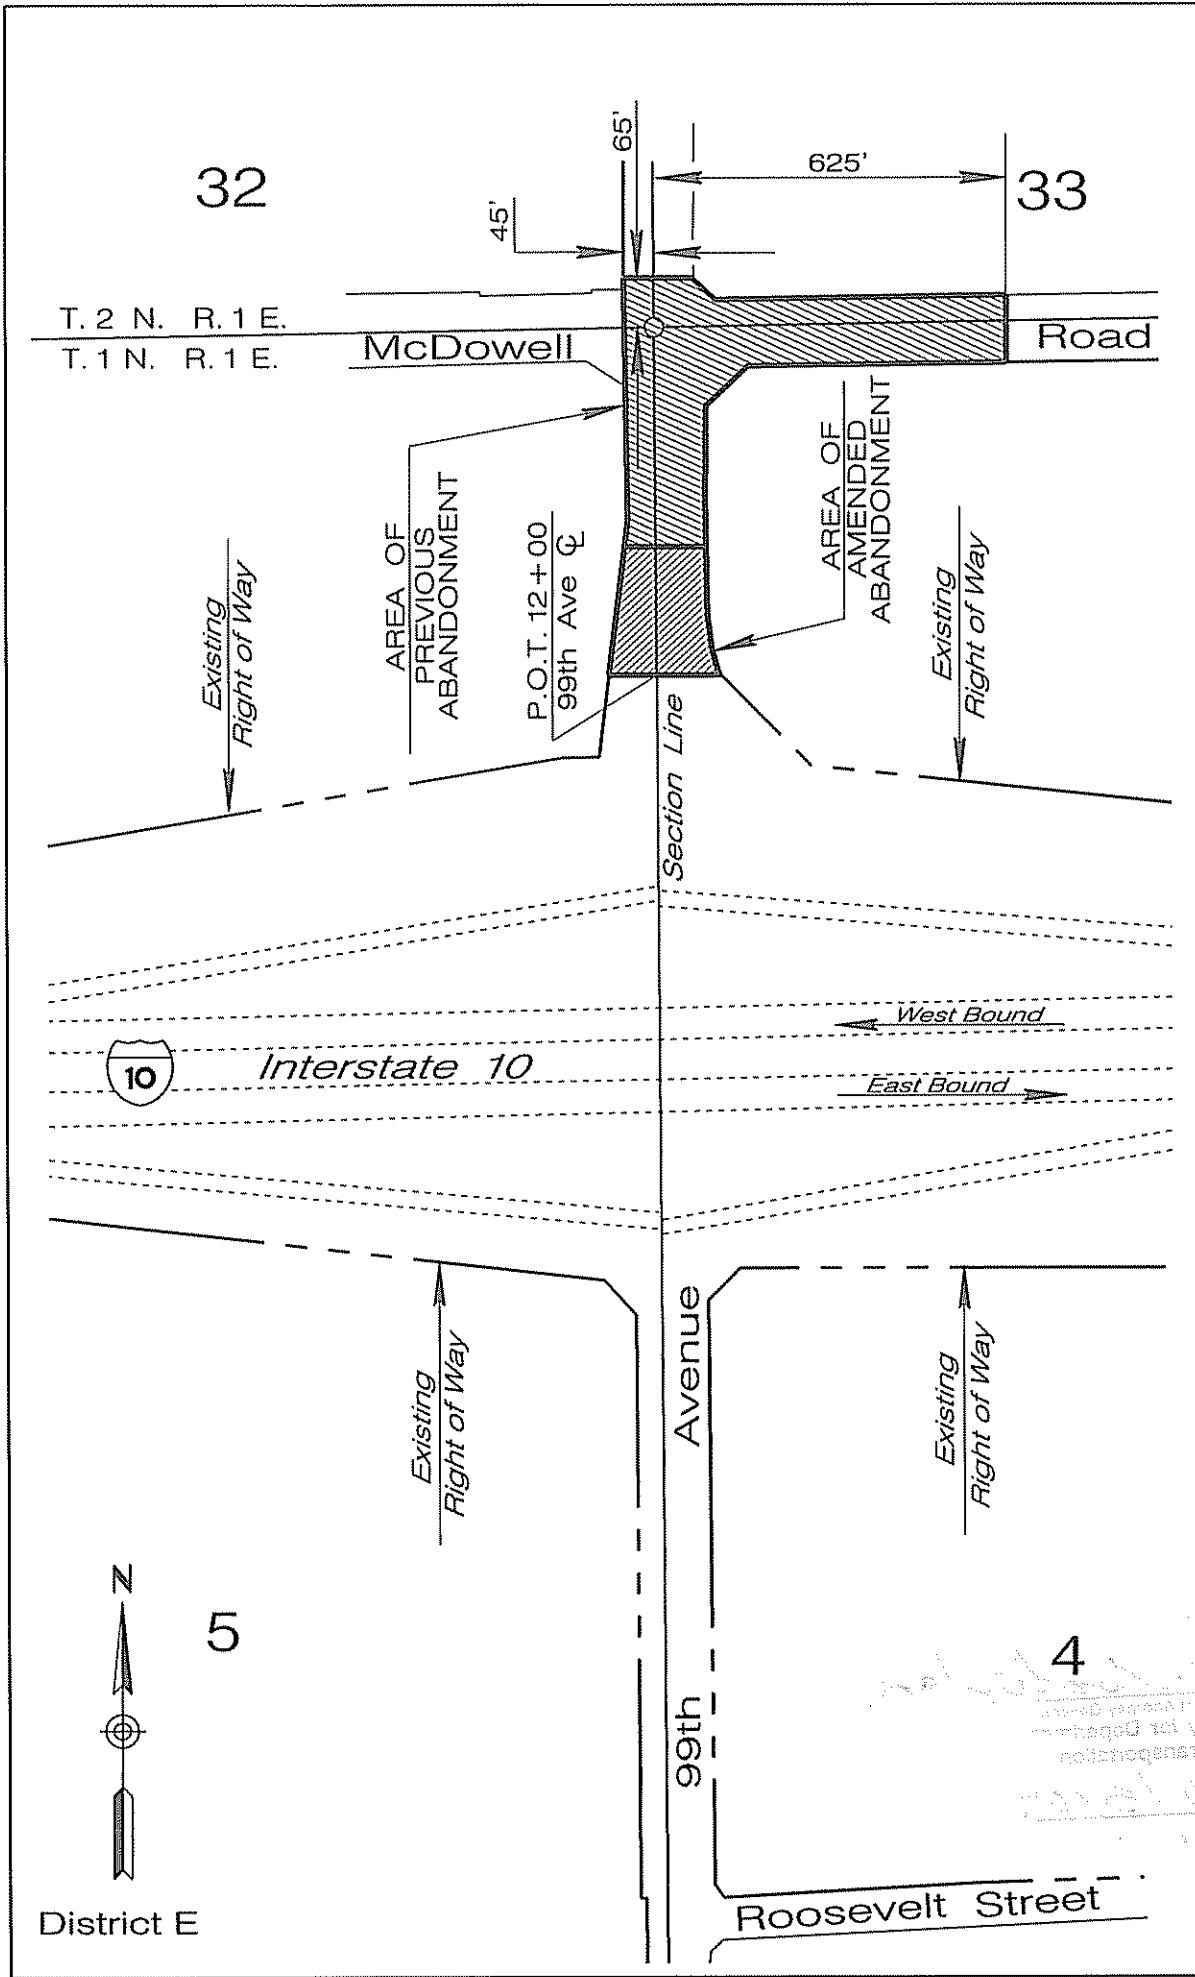 65'
625'
32
33
45'
T. 2 N. R. 1 E.
T. 1 N. R. 1 E.
McDowell
Road
AREA OF
PREVIOUS
ABANDONMENT
P.O.T. 12+00
99th Ave ℄
AREA OF
AMENDED
ABANDONMENT
Existing
Right of Way
Existing
Right of Way
Section Line
West Bound
10
Interstate 10
East Bound
Existing
Right of Way
Avenue
Existing
Right of Way
N
5
4
99th
District E
Roosevelt Street